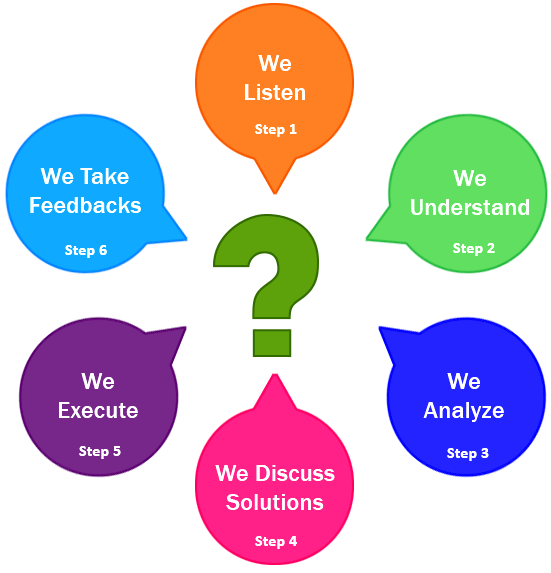 We
Listen
Step 1
We
Understand
Step 2
We
Analyze
Step 3
We Discuss
Solutions
Step 4
We
Execute
Step 5
We Take
Feedbacks
Step 6
?